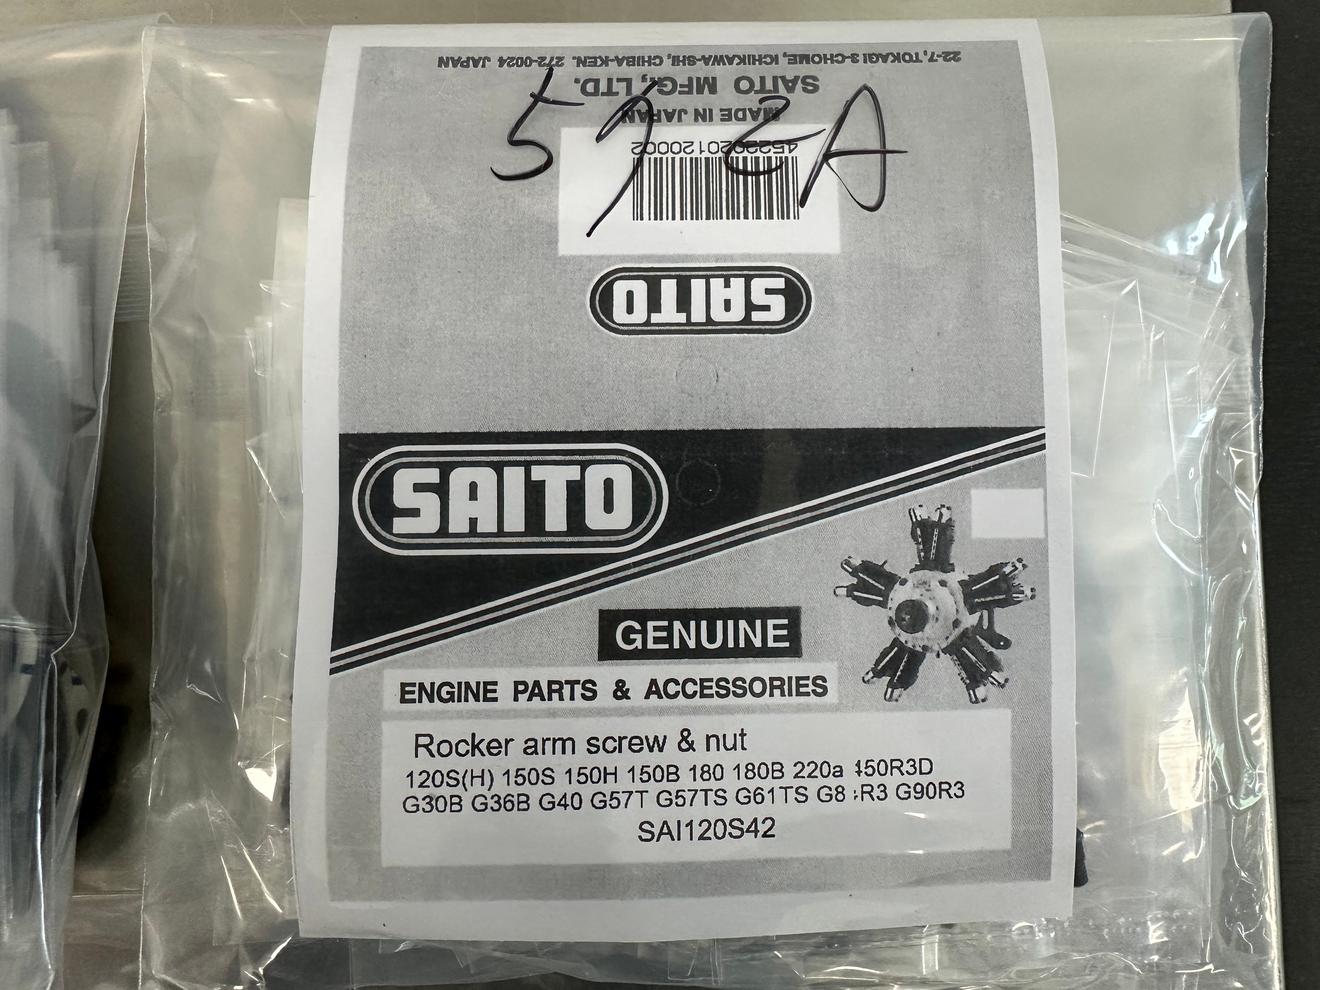 22-7, TOKAGI 3-CHOME, ICHIKAWA-SHI, CHIBA-KEN. 272-0024 JAPAN
SAITO MFG., LTD.
MADE IN JAPAN
4522202012002
SAITO
SAITO
GENUINE
ENGINE PARTS & ACCESSORIES
Rocker arm screw & nut
120S(H) 150S 150H 150B 180 180B 220a 450R3D
G30B G36B G40 G57T G57TS G61TS G90R3
SAI120S42